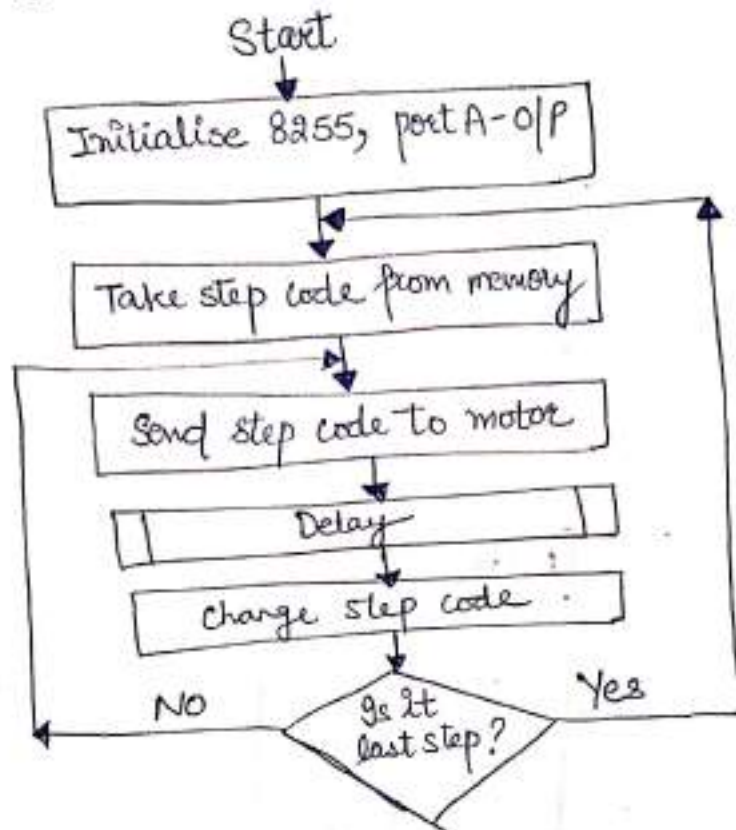 Start
Initialise 8255, port A - O/P
Take step code from memory
Send step code to motor
Delay
Change step code
NO
Is it
last step?
Yes